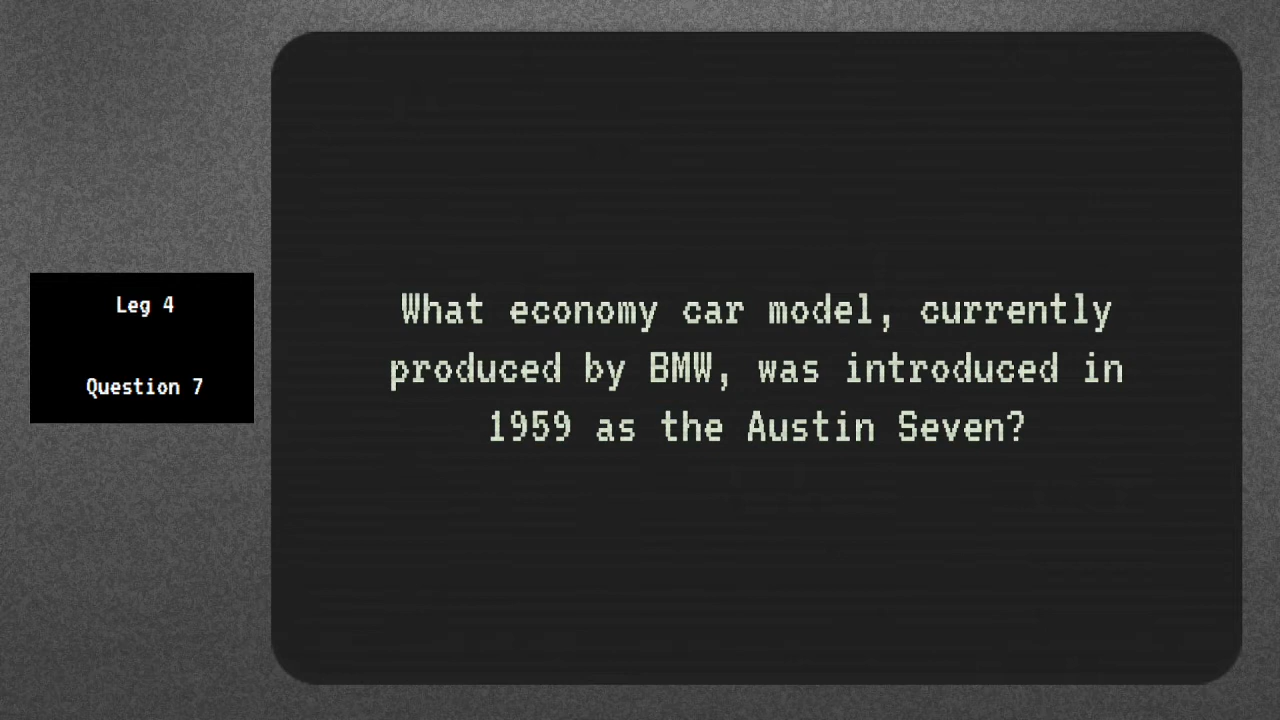 Leg 4
Question 7
What economy car model, currently
produced by BMW, was introduced in
1959 as the Austin Seven?